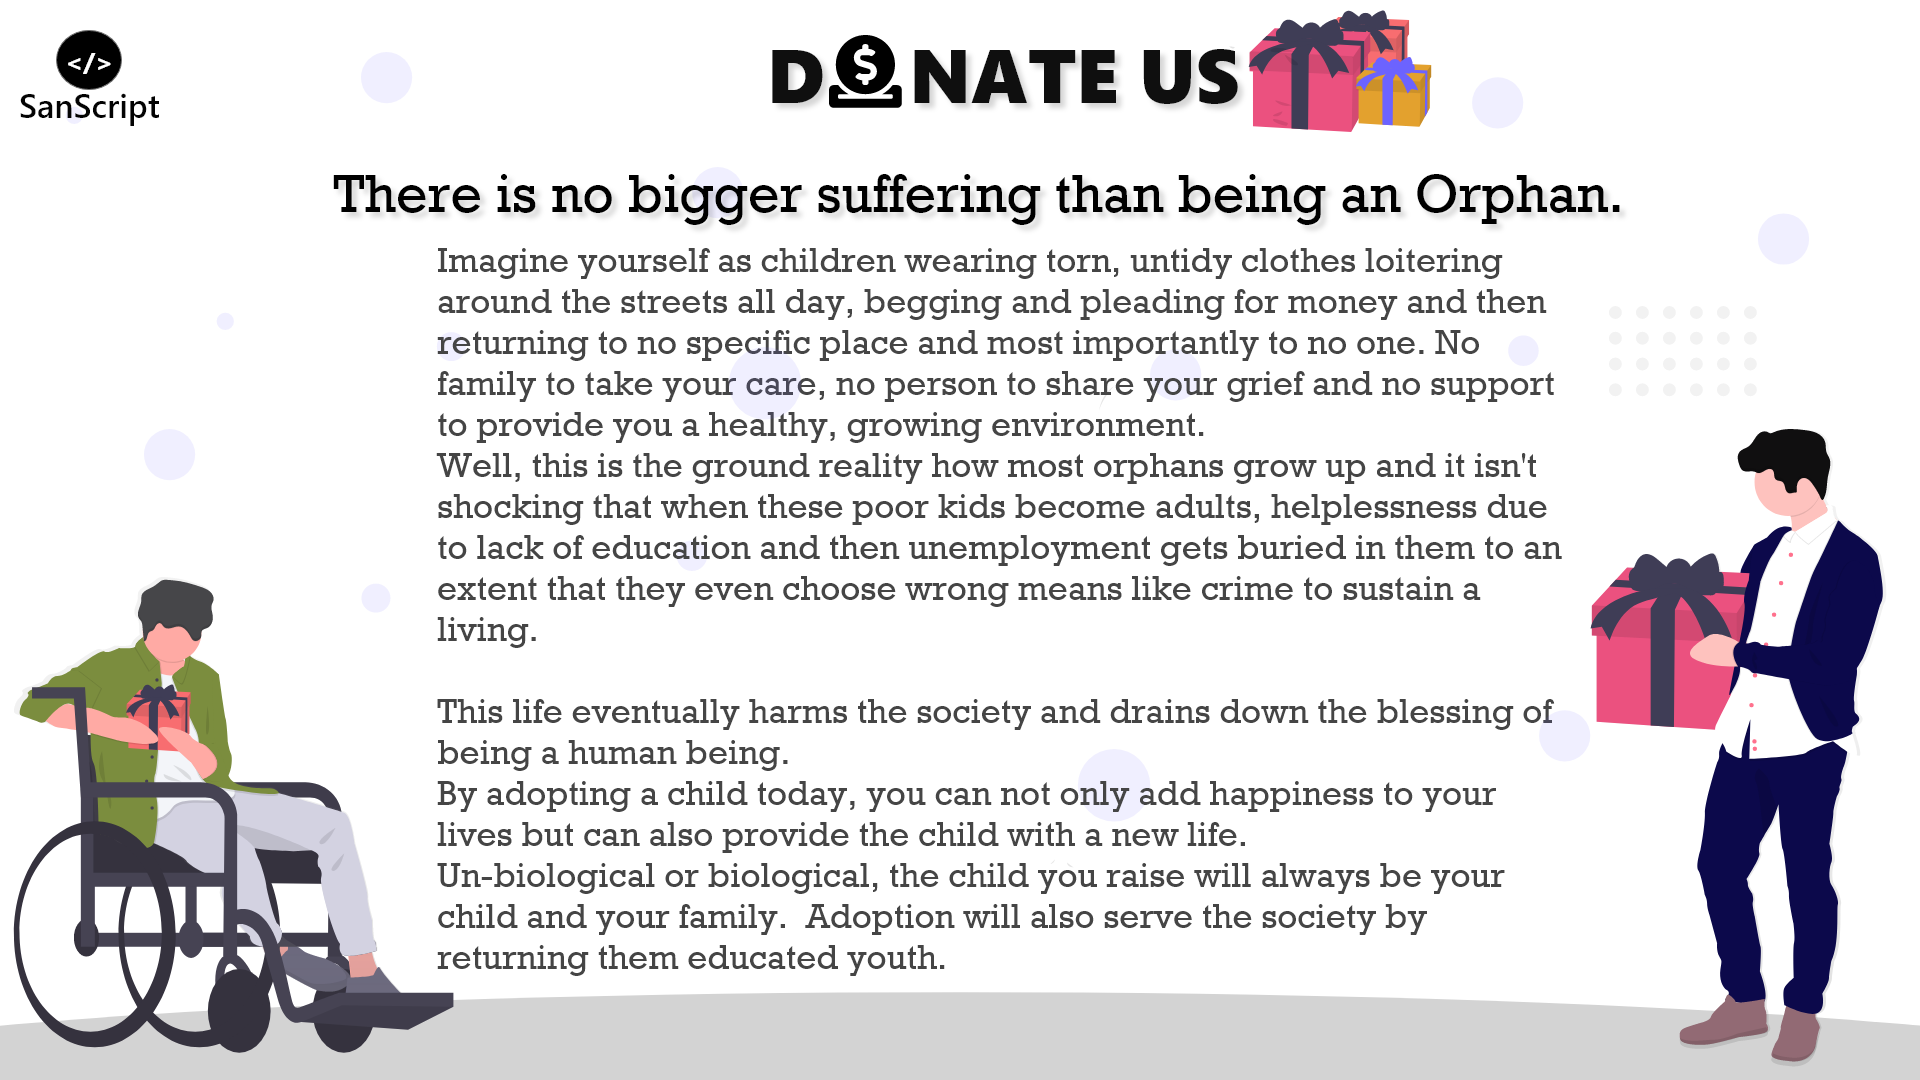 </>
SanScript
DONATE US
There is no bigger suffering than being an Orphan.
Imagine yourself as children wearing torn, untidy clothes loitering
around the streets all day, begging and pleading for money and then
returning to no specific place and most importantly to no one. No
family to take your care, no person to share your grief and no support
to provide you a healthy, growing environment.
Well, this is the ground reality how most orphans grow up and it isn't
shocking that when these poor kids become adults, helplessness due
to lack of education and then unemployment gets buried in them to an
extent that they even choose wrong means like crime to sustain a
living.
This life eventually harms the society and drains down the blessing of
being a human being.
By adopting a child today, you can not only add happiness to your
lives but can also provide the child with a new life.
Un-biological or biological, the child you raise will always be your
child and your family.  Adoption will also serve the society by
returning them educated youth.